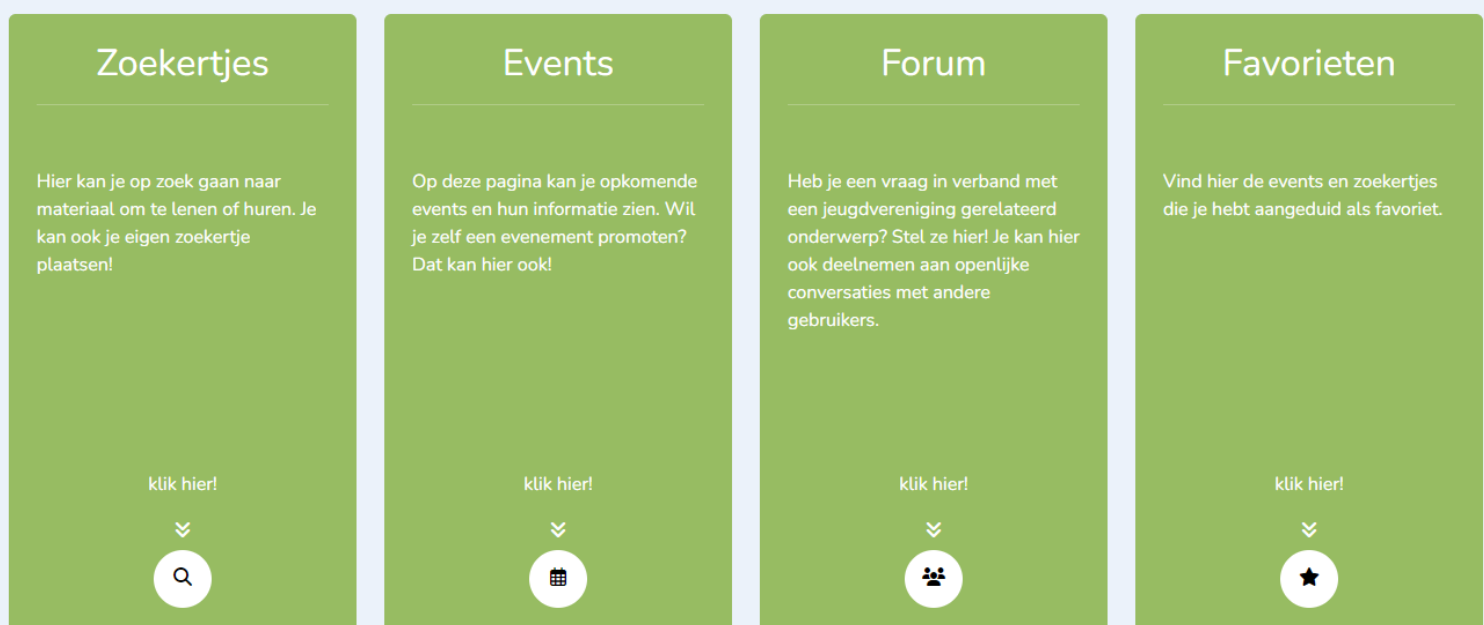 Zoekertjes
Hier kan je op zoek gaan naar
materiaal om te lenen of huren. Je
kan ook je eigen zoekertje
plaatsen!
klik hier!
Events
Op deze pagina kan je opkomende
events en hun informatie zien. Wil
je zelf een evenement promoten?
Dat kan hier ook!
klik hier!
Forum
Heb je een vraag in verband met
een jeugdvereniging gerelateerd
onderwerp? Stel ze hier! Je kan hier
ook deelnemen aan openlijke
conversaties met andere
gebruikers.
klik hier!
Favorieten
Vind hier de events en zoekertjes
die je hebt aangeduid als favoriet.
klik hier!